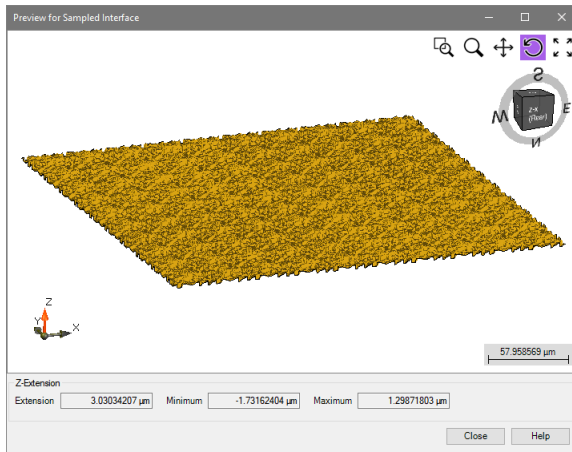 Preview for Sampled Interface
S
W
E
z-x
(Rear)
N
Z
Y
X
57.958569 µm
Z-Extension
Extension 3.03034207 µm Minimum -1.73162404 µm Maximum 1.29871803 µm
Close Help